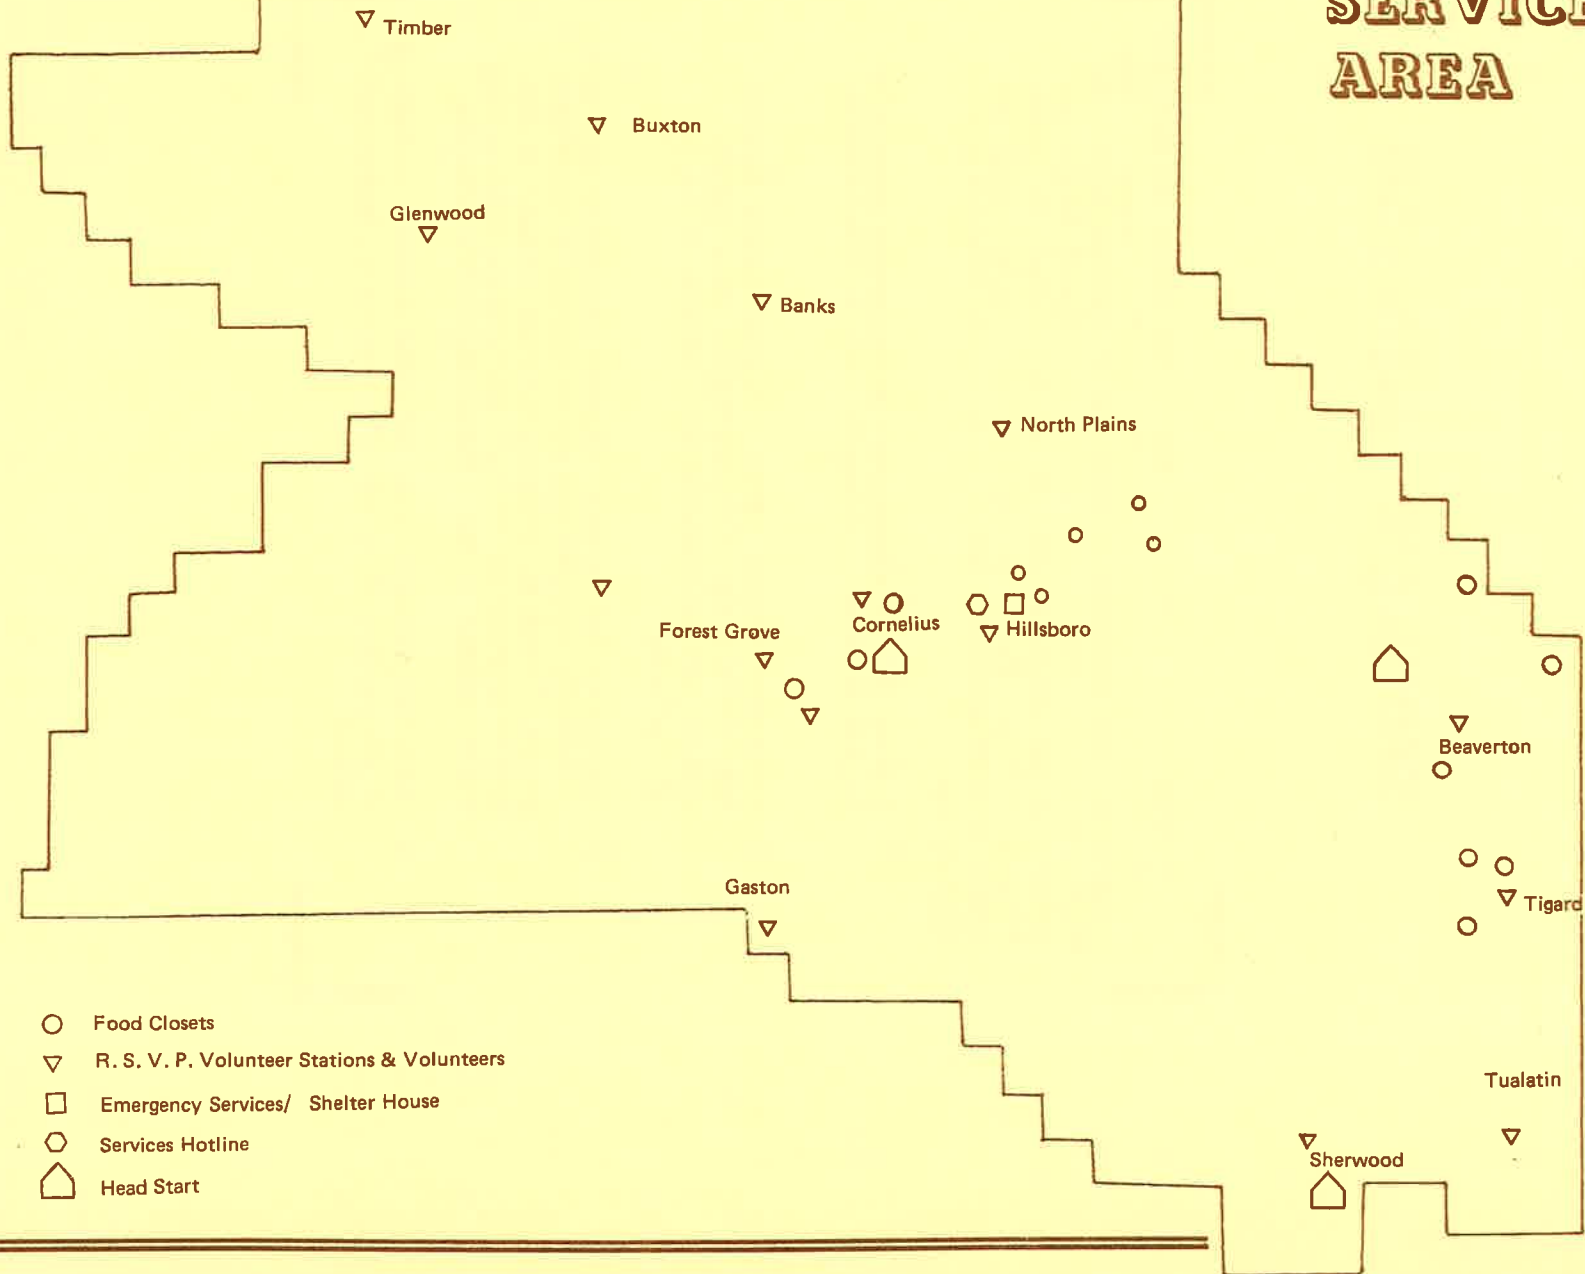 SERVICE
AREA
Timber
Buxton
Glenwood
Banks
North Plains
Forest Grove
Cornelius
Hillsboro
Beaverton
Gaston
Tigard
Tualatin
Sherwood
Food Closets
R. S. V. P. Volunteer Stations & Volunteers
Emergency Services/ Shelter House
Services Hotline
Head Start